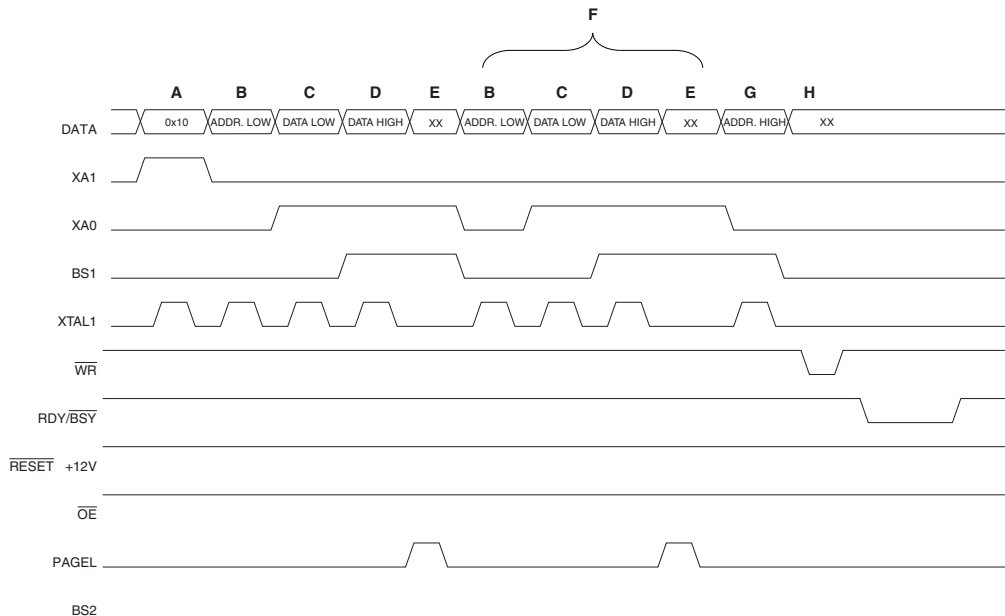 F
A B C D E B C D E G H
DATA 0x10 ADDR. LOW DATA LOW DATA HIGH XX ADDR. LOW DATA LOW DATA HIGH XX ADDR. HIGH XX
XA1
XA0
BS1
XTAL1
WR
RDY/BSY
RESET +12V
OE
PAGEL
BS2